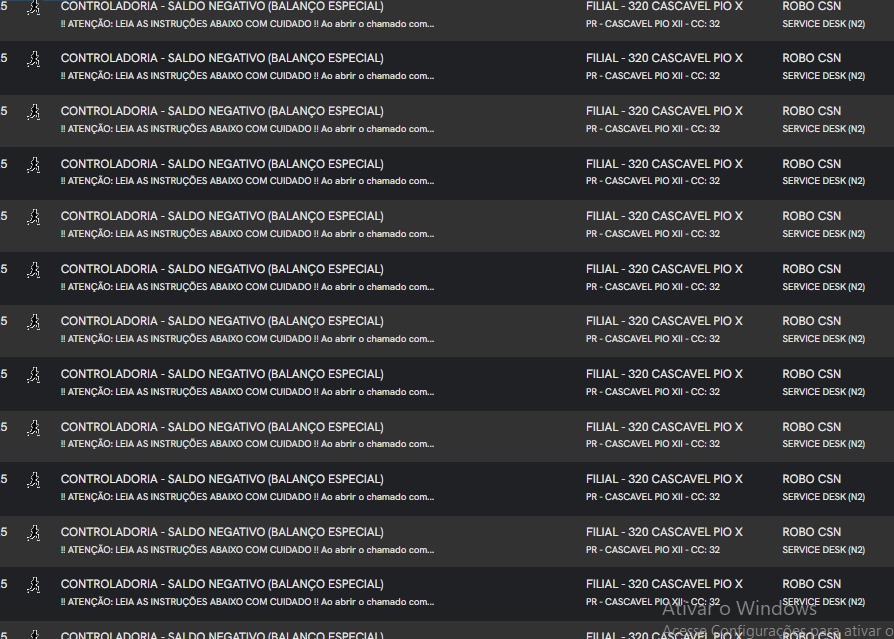 5 CONTROLADORIA - SALDO NEGATIVO (BALANÇO ESPECIAL) FILIAL - 320 CASCAVEL PIO X ROBO CSN
!! ATENÇÃO: LEIA AS INSTRUÇÕES ABAIXO COM CUIDADO !! Ao abrir o chamado com... PR - CASCAVEL PIO XII - CC: 32 SERVICE DESK (N2)
5 CONTROLADORIA - SALDO NEGATIVO (BALANÇO ESPECIAL) FILIAL - 320 CASCAVEL PIO X ROBO CSN
!! ATENÇÃO: LEIA AS INSTRUÇÕES ABAIXO COM CUIDADO !! Ao abrir o chamado com... PR - CASCAVEL PIO XII - CC: 32 SERVICE DESK (N2)
5 CONTROLADORIA - SALDO NEGATIVO (BALANÇO ESPECIAL) FILIAL - 320 CASCAVEL PIO X ROBO CSN
!! ATENÇÃO: LEIA AS INSTRUÇÕES ABAIXO COM CUIDADO !! Ao abrir o chamado com... PR - CASCAVEL PIO XII - CC: 32 SERVICE DESK (N2)
5 CONTROLADORIA - SALDO NEGATIVO (BALANÇO ESPECIAL) FILIAL - 320 CASCAVEL PIO X ROBO CSN
!! ATENÇÃO: LEIA AS INSTRUÇÕES ABAIXO COM CUIDADO !! Ao abrir o chamado com... PR - CASCAVEL PIO XII - CC: 32 SERVICE DESK (N2)
5 CONTROLADORIA - SALDO NEGATIVO (BALANÇO ESPECIAL) FILIAL - 320 CASCAVEL PIO X ROBO CSN
!! ATENÇÃO: LEIA AS INSTRUÇÕES ABAIXO COM CUIDADO !! Ao abrir o chamado com... PR - CASCAVEL PIO XII - CC: 32 SERVICE DESK (N2)
5 CONTROLADORIA - SALDO NEGATIVO (BALANÇO ESPECIAL) FILIAL - 320 CASCAVEL PIO X ROBO CSN
!! ATENÇÃO: LEIA AS INSTRUÇÕES ABAIXO COM CUIDADO !! Ao abrir o chamado com... PR - CASCAVEL PIO XII - CC: 32 SERVICE DESK (N2)
5 CONTROLADORIA - SALDO NEGATIVO (BALANÇO ESPECIAL) FILIAL - 320 CASCAVEL PIO X ROBO CSN
!! ATENÇÃO: LEIA AS INSTRUÇÕES ABAIXO COM CUIDADO !! Ao abrir o chamado com... PR - CASCAVEL PIO XII - CC: 32 SERVICE DESK (N2)
5 CONTROLADORIA - SALDO NEGATIVO (BALANÇO ESPECIAL) FILIAL - 320 CASCAVEL PIO X ROBO CSN
!! ATENÇÃO: LEIA AS INSTRUÇÕES ABAIXO COM CUIDADO !! Ao abrir o chamado com... PR - CASCAVEL PIO XII - CC: 32 SERVICE DESK (N2)
5 CONTROLADORIA - SALDO NEGATIVO (BALANÇO ESPECIAL) FILIAL - 320 CASCAVEL PIO X ROBO CSN
!! ATENÇÃO: LEIA AS INSTRUÇÕES ABAIXO COM CUIDADO !! Ao abrir o chamado com... PR - CASCAVEL PIO XII - CC: 32 SERVICE DESK (N2)
5 CONTROLADORIA - SALDO NEGATIVO (BALANÇO ESPECIAL) FILIAL - 320 CASCAVEL PIO X ROBO CSN
!! ATENÇÃO: LEIA AS INSTRUÇÕES ABAIXO COM CUIDADO !! Ao abrir o chamado com... PR - CASCAVEL PIO XII - CC: 32 SERVICE DESK (N2)
5 CONTROLADORIA - SALDO NEGATIVO (BALANÇO ESPECIAL) FILIAL - 320 CASCAVEL PIO X ROBO CSN
!! ATENÇÃO: LEIA AS INSTRUÇÕES ABAIXO COM CUIDADO !! Ao abrir o chamado com... PR - CASCAVEL PIO XII - CC: 32 SERVICE DESK (N2)
5 CONTROLADORIA - SALDO NEGATIVO (BALANÇO ESPECIAL) FILIAL - 320 CASCAVEL PIO X ROBO CSN
!! ATENÇÃO: LEIA AS INSTRUÇÕES ABAIXO COM CUIDADO !! Ao abrir o chamado com... PR - CASCAVEL PIO XII - CC: 32 SERVICE DESK (N2)
Ativar o Windows
5 CONTROLADORIA - SALDO NEGATIVO (BALANÇO ESPECIAL) FILIAL - 320 CASCAVEL PIO X ROBO CSN
Acesse Configurações para ativar o